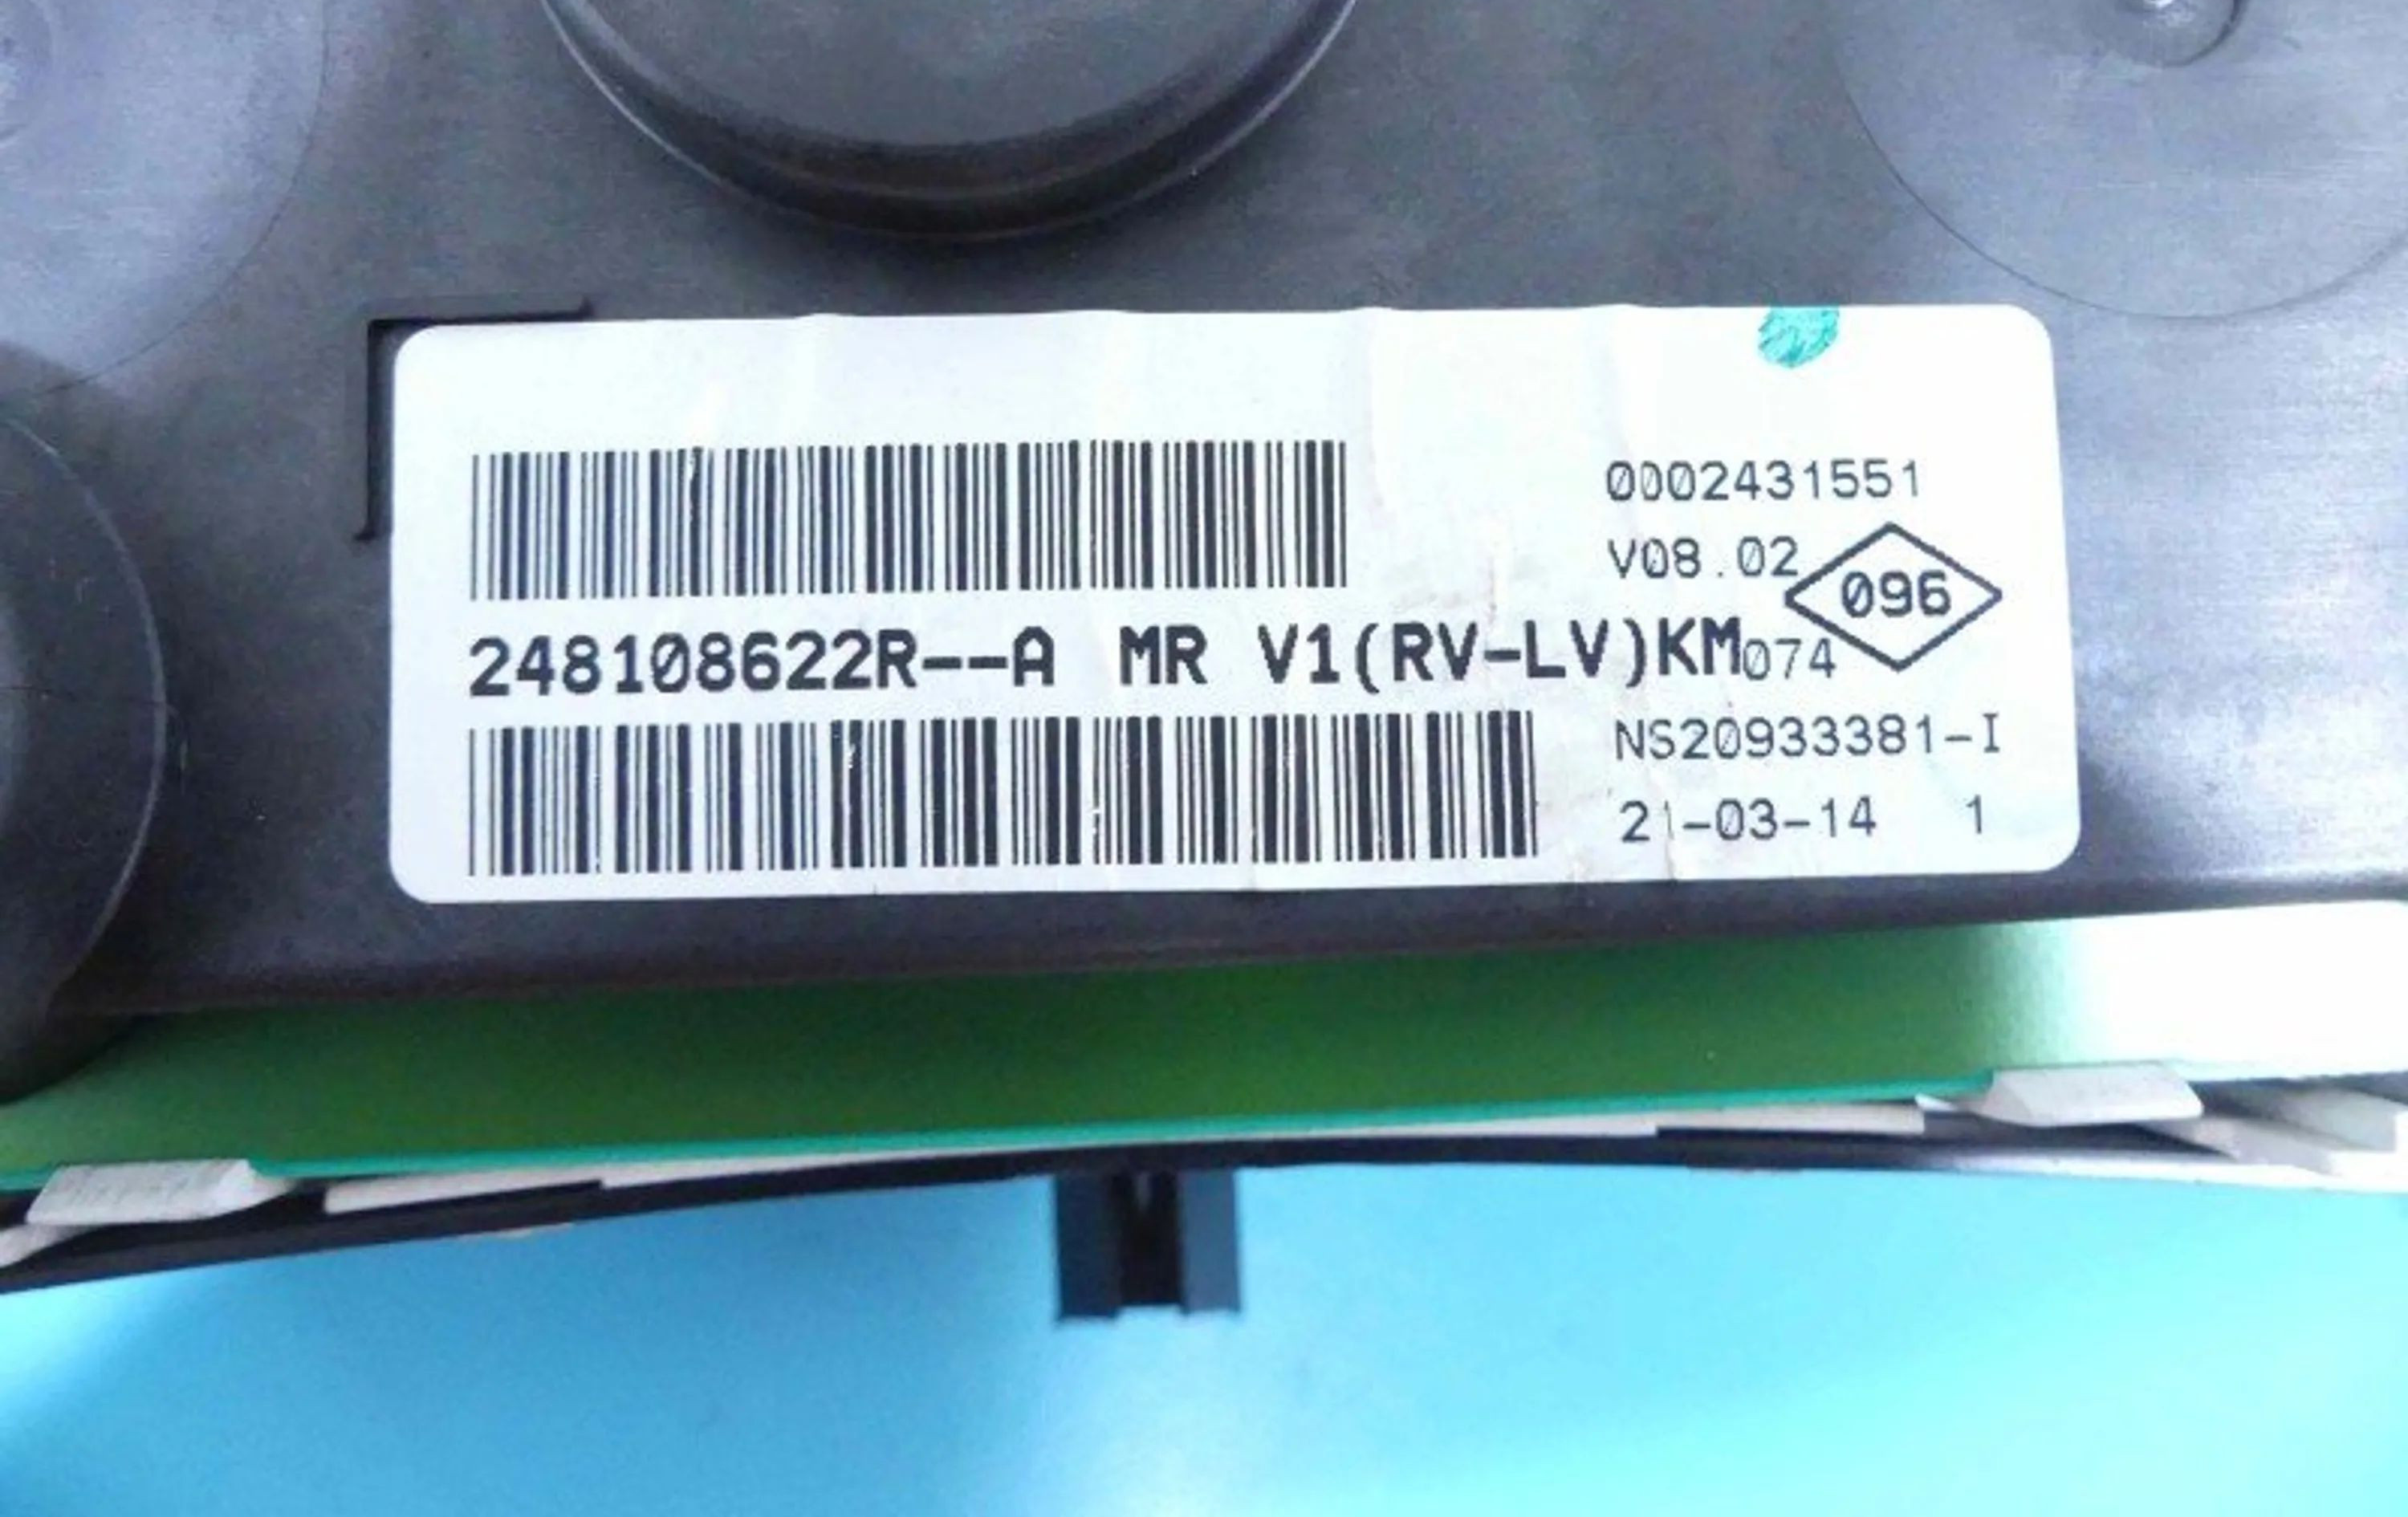 0002431551
V08.02
096
248108622R--A MR V1(RV-LV)KM074
NS20933381-I
21-03-14 1